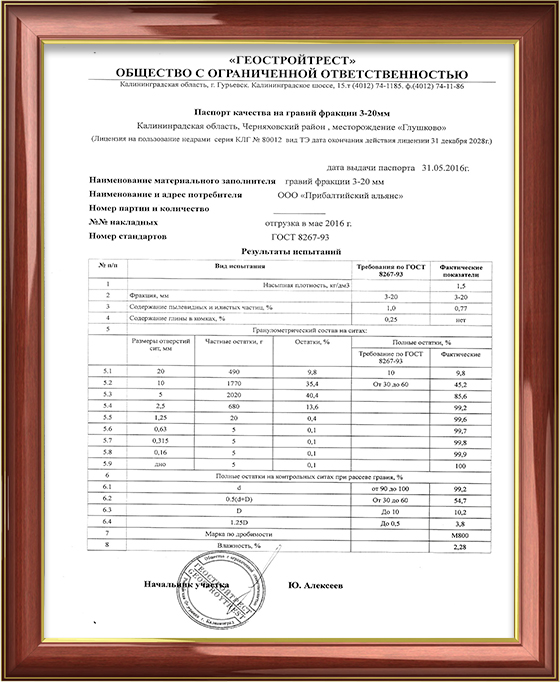 «ГЕОСТРОЙТРЕСТ»
ОБЩЕСТВО С ОГРАНИЧЕННОЙ ОТВЕТСТВЕННОСТЬЮ
Калининградская область, г. Гурьевск. Калининградское шоссе, 15.т (4012) 74-1185. ф.(4012) 74-11-86
Паспорт качества на гравий фракции 3-20мм
Калининградская область, Черняховский район , месторождение «Глушково»
(Лицензия на пользование недрами серия КЛГ № 80012 вид ТЭ дата окончания действия лицензии 31 декабря 2028г.)
дата выдачи паспорта 31.05.2016г.
Наименование материального заполнителя гравий фракции 3-20 мм
Наименование и адрес потребителя ООО «Прибалтийский альянс»
Номер партии и количество
№№ накладных отгрузка в мае 2016 г.
Номер стандартов ГОСТ 8267-93
Результаты испытаний
№ п/п Вид испытания Требования по ГОСТ 8267-93 Фактические показатели
1 Насыпная плотность, кг/дм3 1,5
2 Фракция, мм 3-20 3-20
3 Содержание пылевидных и илистых частиц, % 1,0 0,77
4 Содержание глины в комках, % 0,25 нет
5 Гранулометрический состав на ситах:
Размеры отверстий сит, мм Частные остатки, г Остатки, % Полные остатки, %
Требование по ГОСТ 8267-93 Фактические
5.1 20 490 9,8 10 9,8
5.2 10 1770 35,4 От 30 до 60 45,2
5.3 5 2020 40,4 85,6
5.4 2,5 680 13,6 99,2
5.5 1,25 20 0,4 99,6
5.6 0,63 5 0,1 99,7
5.7 0,315 5 0,1 99,8
5.8 0,16 5 0,1 99,9
5.9 дно 5 0,1 100
6 Полные остатки на контрольных ситах при рассеве гравия, %
6.1 d от 90 до 100 99,2
6.2 0.5(d+D) От 30 до 60 54,7
6.3 D До 10 10,2
6.4 1.25D До 0,5 3,8
7 Марка по дробимости М800
8 Влажность, % 2,28
Начальник участка Ю. Алексеев
ГЕОСТРОЙТРЕСТ